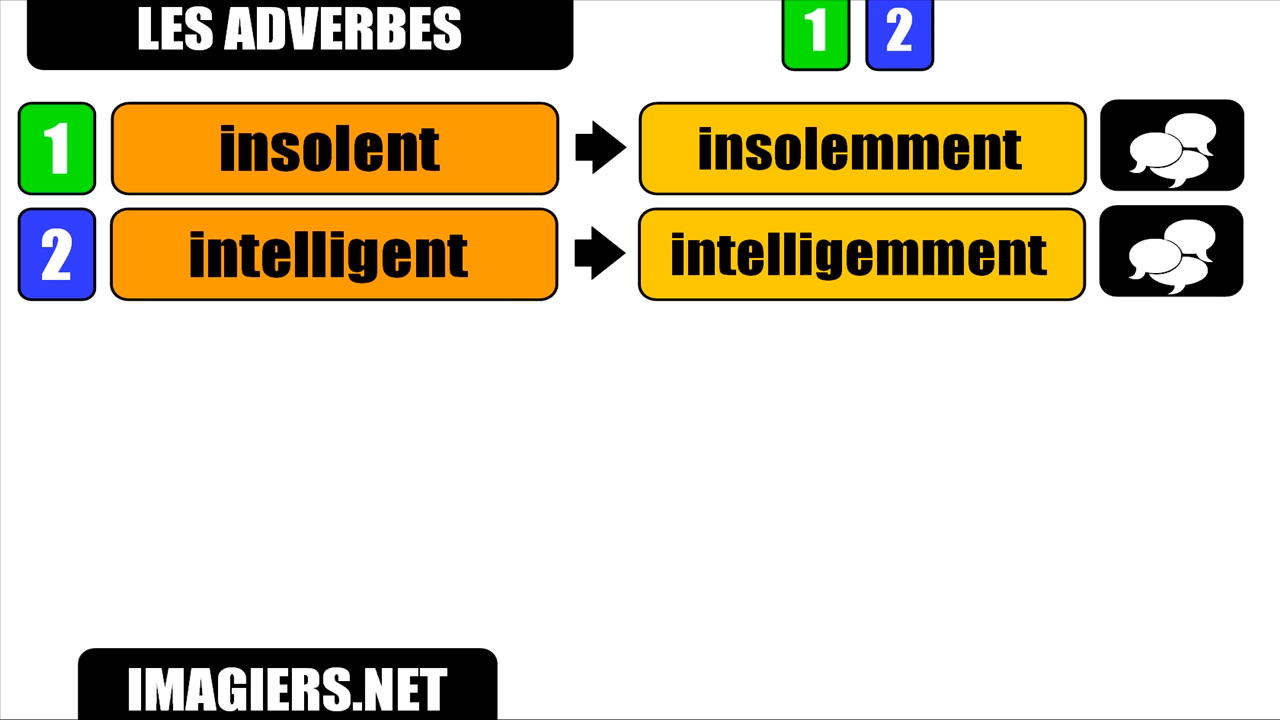 LES ADVERBES
1 2
1 insolent insolemment
2 intelligent intelligemment
IMAGIERS.NET